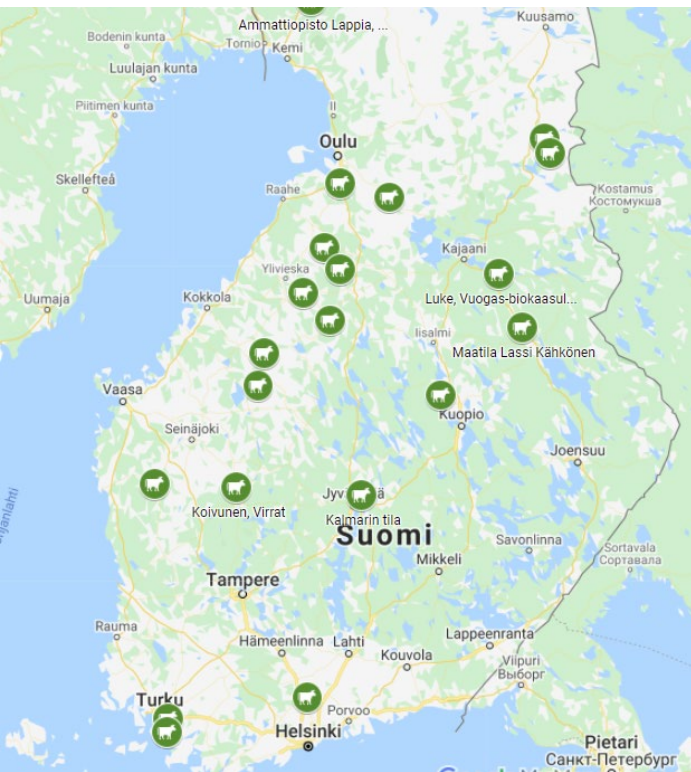 Kuusamo
Ammattiopisto Lappia, ...
Bodenin kunta
Tornio
Kemi
Luulajan kunta
Piitimen kunta
Ii
Oulu
Skellefteå
Raahe
Kostamus
Костомукша
Kajaani
Ylivieska
Uumaja
Kokkola
Luke, Vuogas-biokaasul...
Iisalmi
Maatila Lassi Kähkönen
Vaasa
Kuopio
Seinäjoki
Joensuu
Koivunen, Virrat
Kalmarin tila
Suomi
Savonlinna
Sortavala
Сортавала
Mikkeli
Tampere
Rauma
Hämeenlinna
Lahti
Lappeenranta
Kouvola
Viipuri
Выборг
Turku
Porvoo
Helsinki
Pietari
Санкт-Петербург